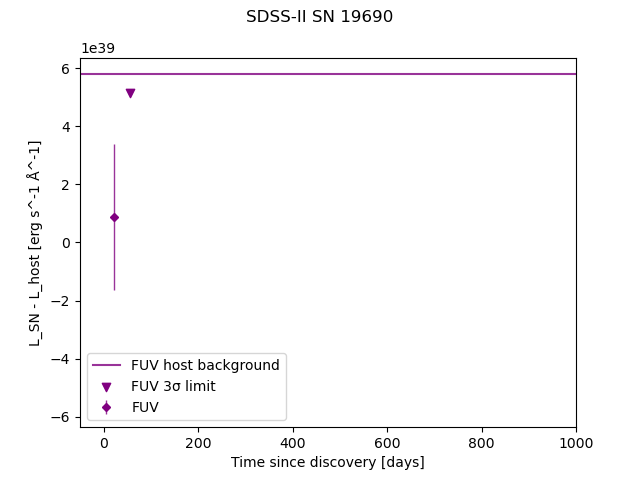 SDSS-II SN 19690
1e39
6
4
2
0
−2
−4
−6
L_SN - L_host [erg s^-1 Å^-1]
FUV host background
FUV 3σ limit
FUV
0 200 400 600 800 1000
Time since discovery [days]